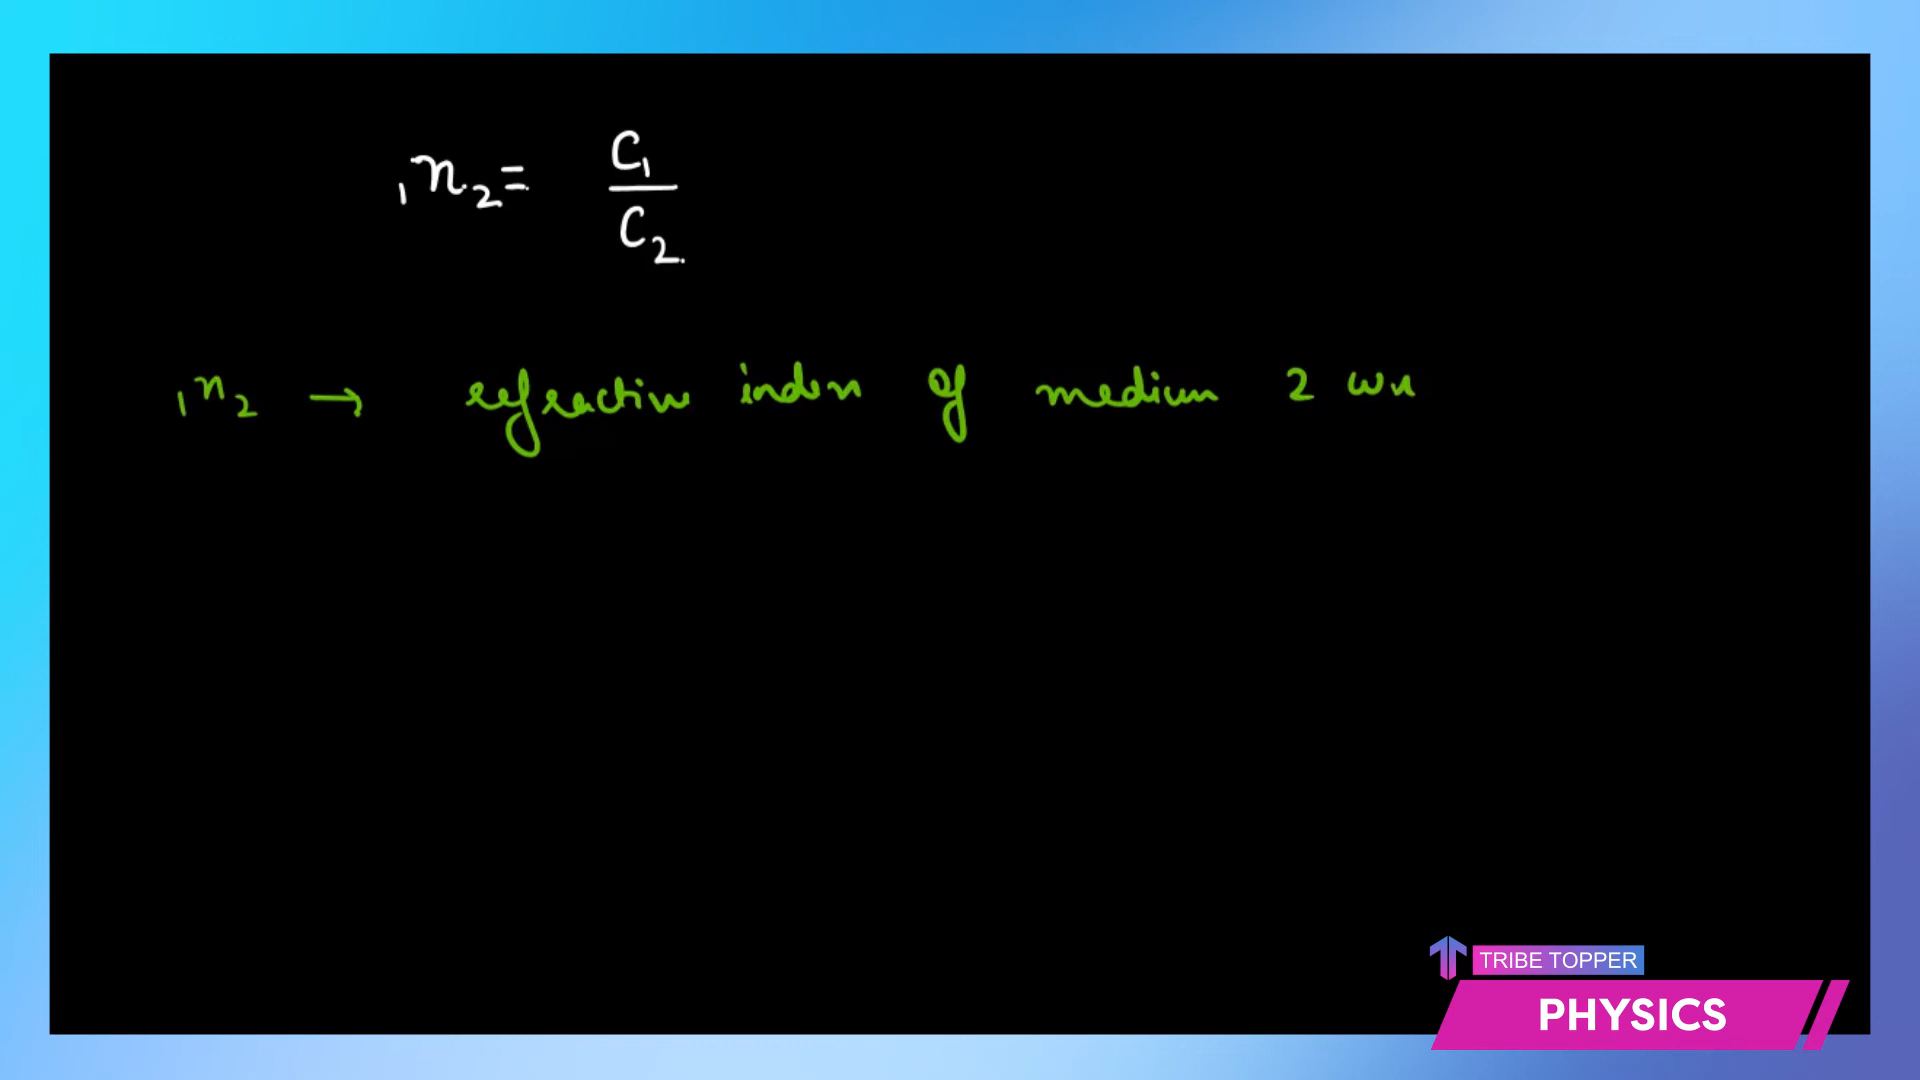 ₁n₂ = C₁/C₂
₁n₂ → refractive index of medium 2 
TRIBE TOPPER
PHYSICS